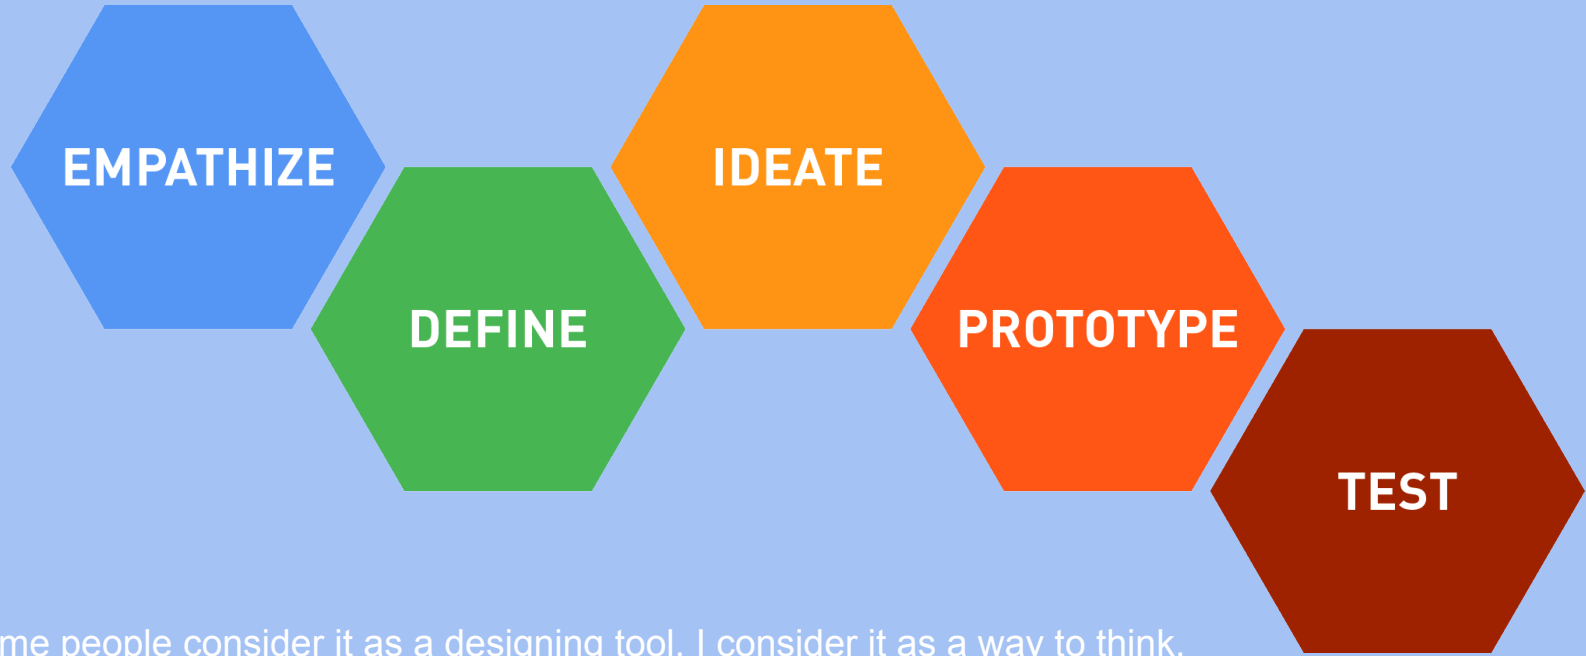 EMPATHIZE
DEFINE
IDEATE
PROTOTYPE
TEST
me people consider it as a designing tool. I consider it as a way to think.